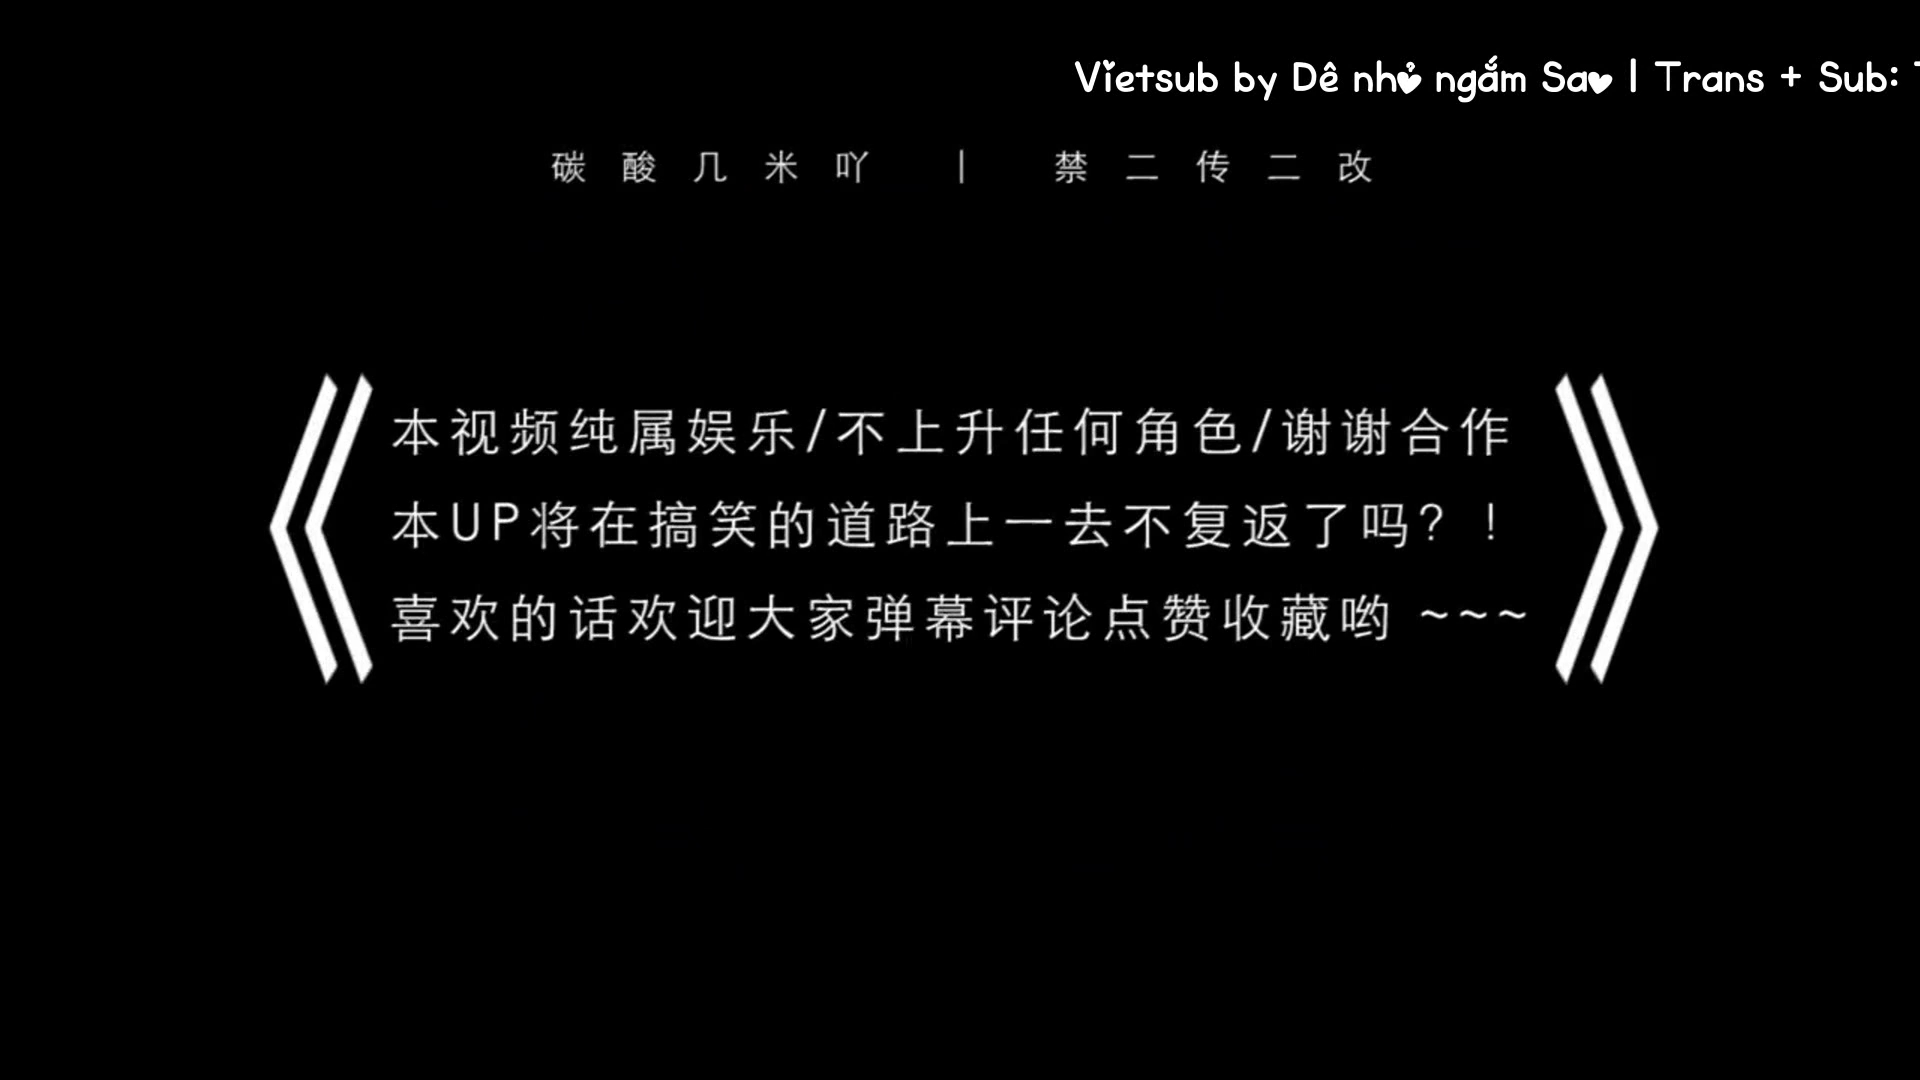 Vietsub by Dê nhỏ ngắm Sao | Trans + Sub:
碳酸几米吖 | 禁二传二改
本视频纯属娱乐/不上升任何角色/谢谢合作
本UP将在搞笑的道路上一去不复返了吗？！
喜欢的话欢迎大家弹幕评论点赞收藏哟 ~~~